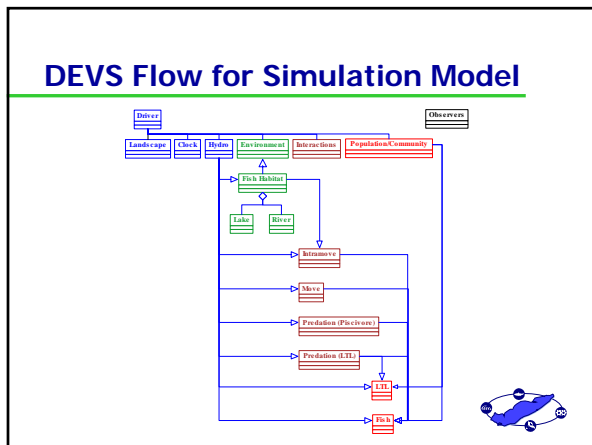 DEVS Flow for Simulation Model
Driver
Observers
Landscape
Clock
Hydro
Environment
Interactions
Population/Community
Fish Habitat
Lake
River
Intramove
Move
Predation (Piscivore)
Predation (LTL)
LTL
Fish